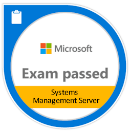 Microsoft
Exam passed
Systems
Management Server